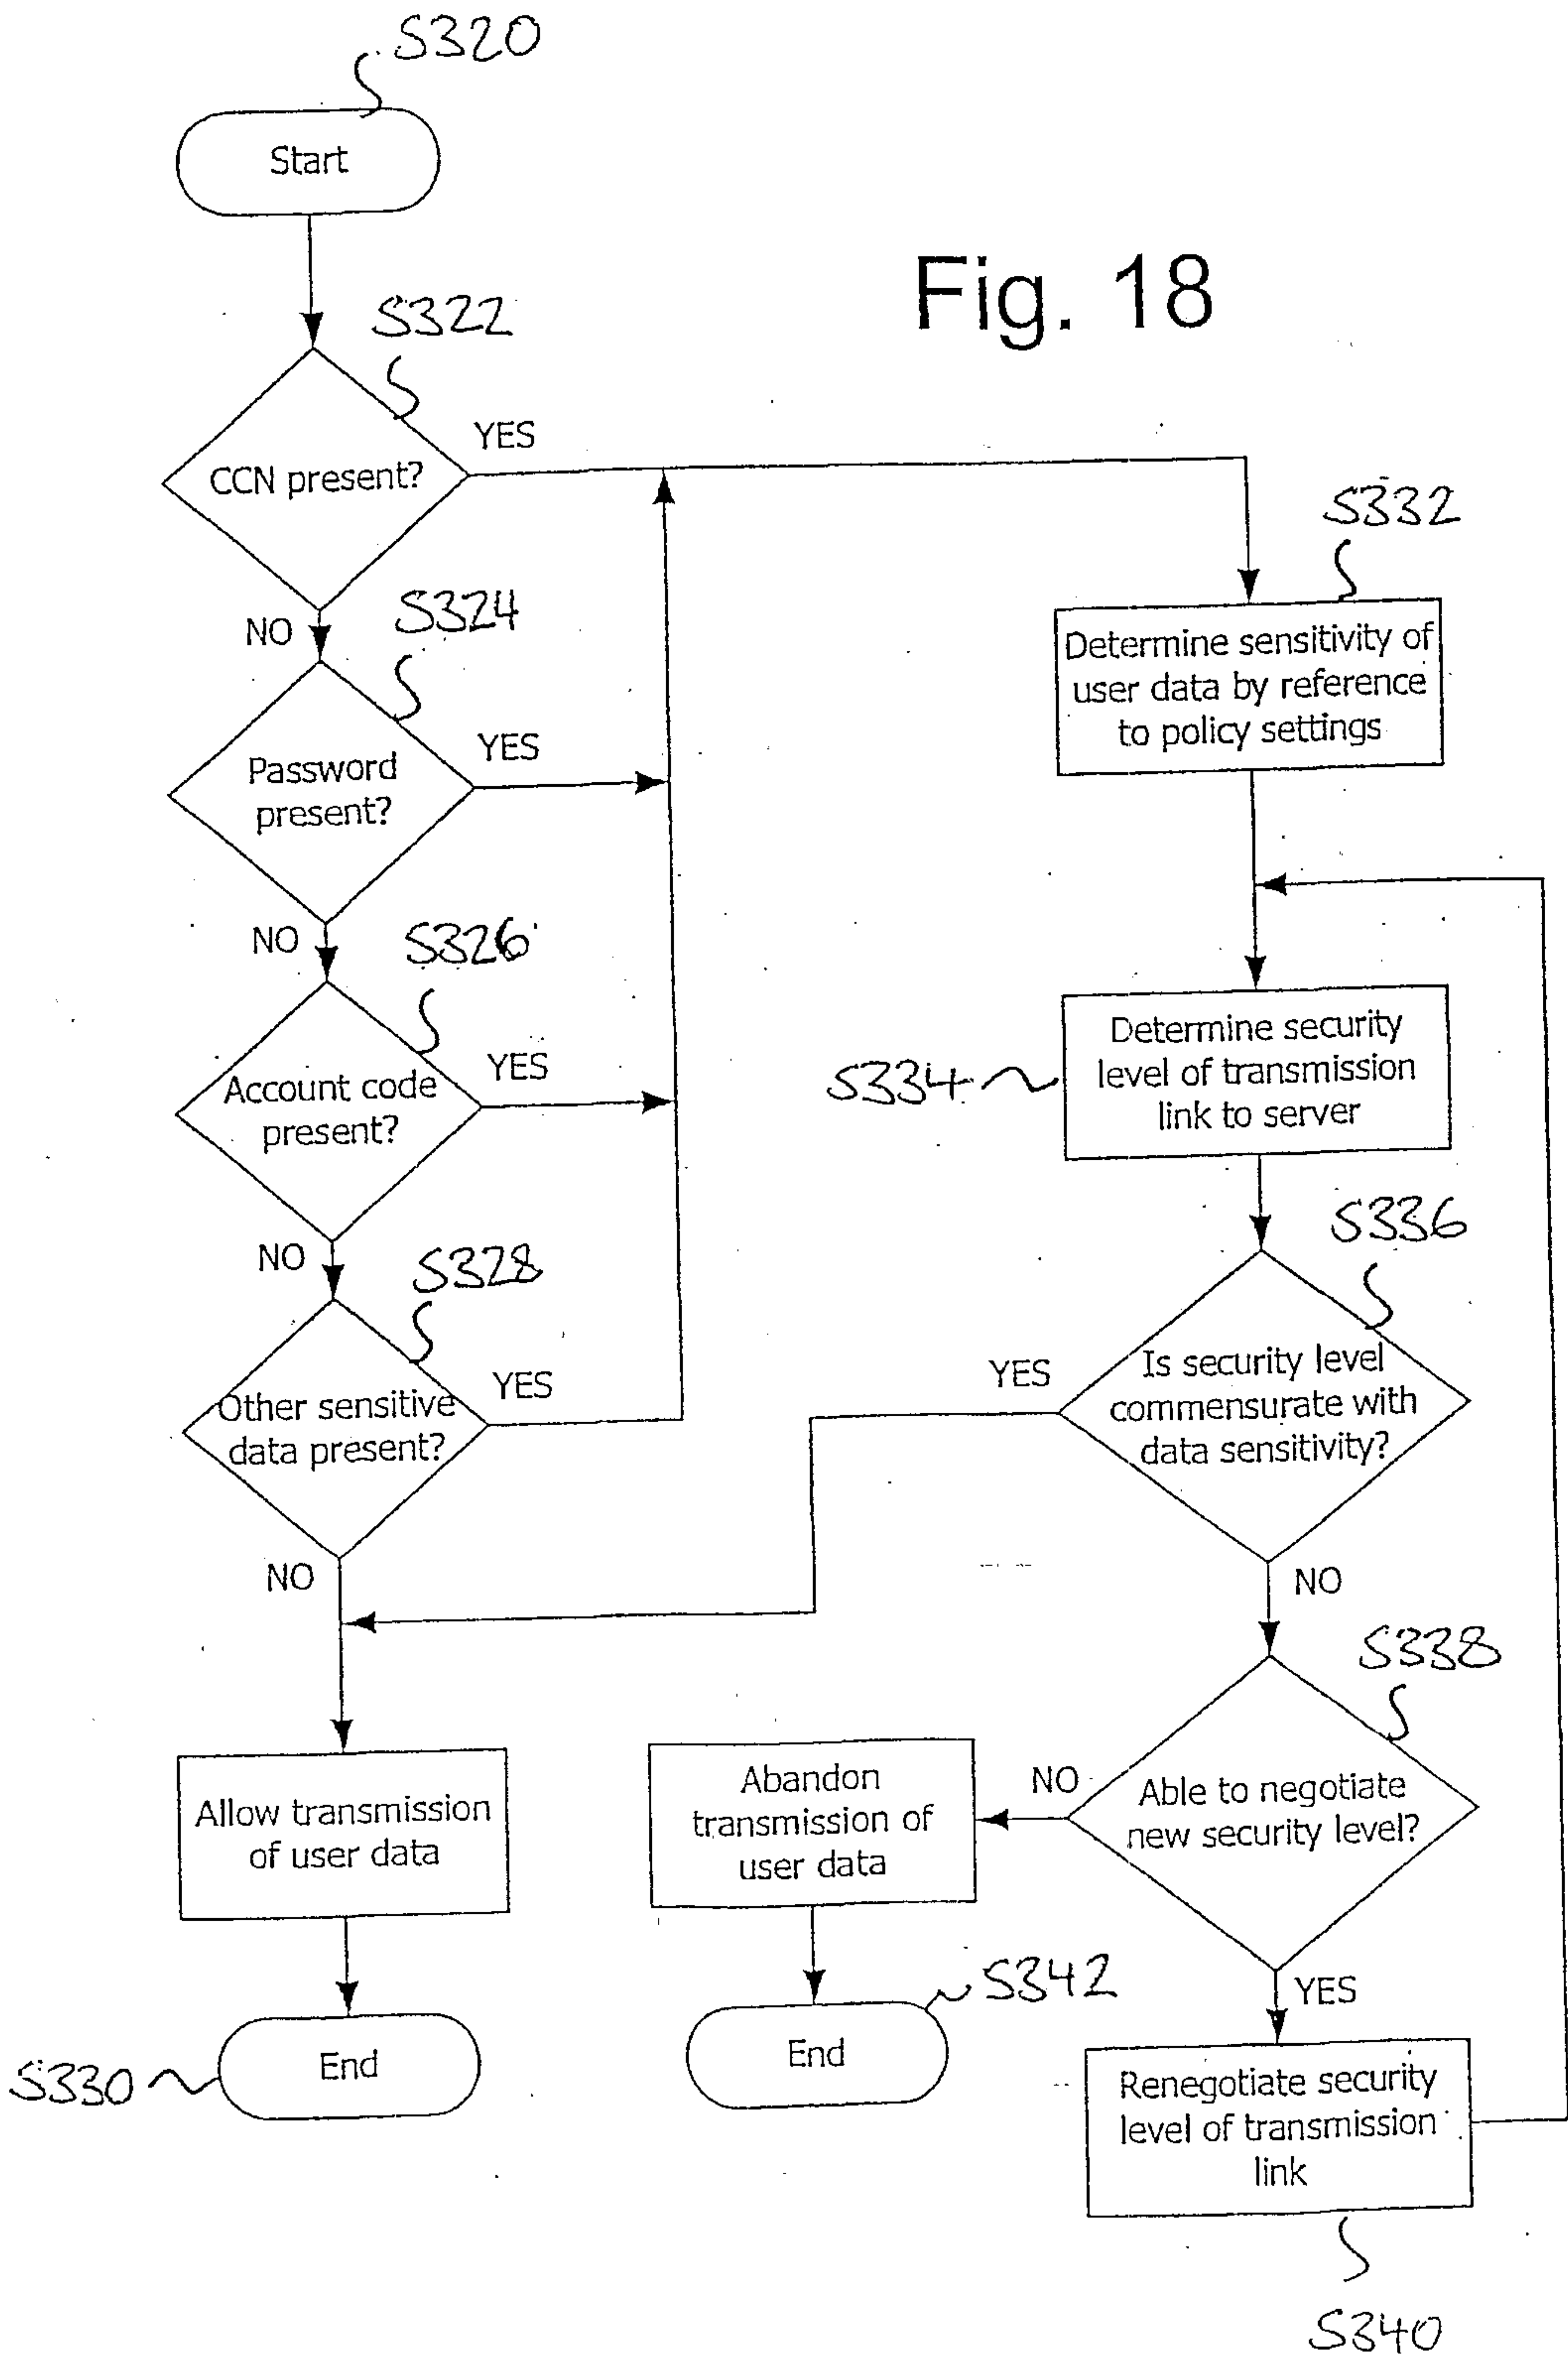 S320
Start
Fig. 18
S322
YES
CCN present?
S332
NO
S324
Determine sensitivity of
user data by reference
to policy settings
YES
Password
present?
NO
S326
Determine security
level of transmission
link to server
S334
YES
Account code
present?
NO
S328
S336
YES
Other sensitive
data present?
YES
Is security level
commensurate with
data sensitivity?
NO
NO
S338
Allow transmission
of user data
Abandon
transmission of
user data
NO
Able to negotiate
new security level?
S342
YES
End
S330
End
Renegotiate security
level of transmission
link
S340